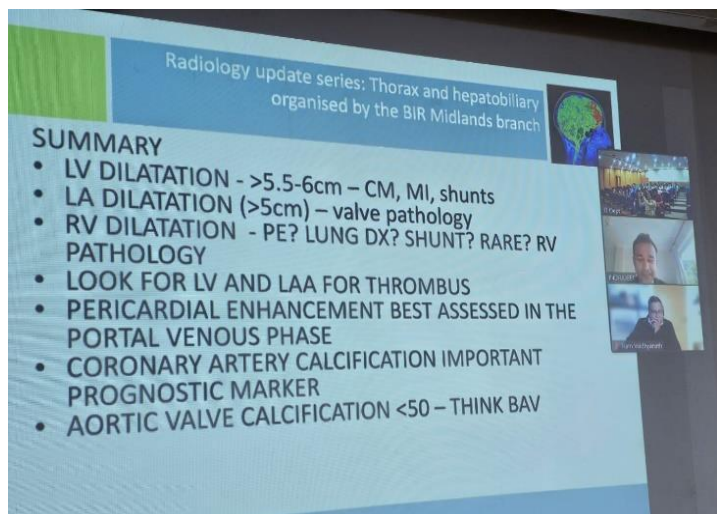 Radiology update series: Thorax and hepatobiliary
organised by the BIR Midlands branch
SUMMARY
• LV DILATATION - >5.5-6cm – CM, MI, shunts
• LA DILATATION (>5cm) – valve pathology
• RV DILATATION - PE? LUNG DX? SHUNT? RARE? RV
PATHOLOGY
• LOOK FOR LV AND LAA FOR THROMBUS
• PERICARDIAL ENHANCEMENT BEST ASSESSED IN THE
PORTAL VENOUS PHASE
• CORONARY ARTERY CALCIFICATION IMPORTANT
PROGNOSTIC MARKER
• AORTIC VALVE CALCIFICATION <50 – THINK BAV